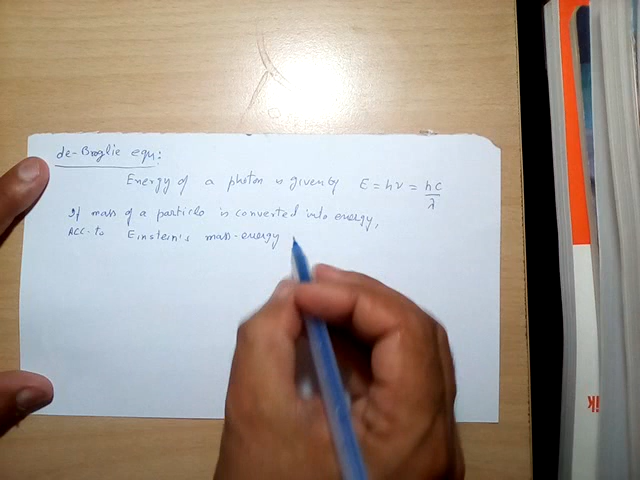 de-Broglie eqn:
Energy of a photon is given by E = hν = hc/λ
If mass of a particle is converted into energy,
Acc. to Einstein's mass-energy